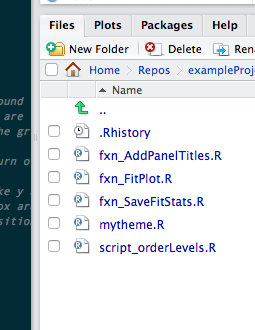 Files Plots Packages Help
New Folder Delete Rena
Home Repos exampleProj
Name
..
.Rhistory
fxn_AddPanelTitles.R
fxn_FitPlot.R
fxn_SaveFitStats.R
mytheme.R
script_orderLevels.R
ound
are
he gr
urn o
ke y
ox ar
sitio